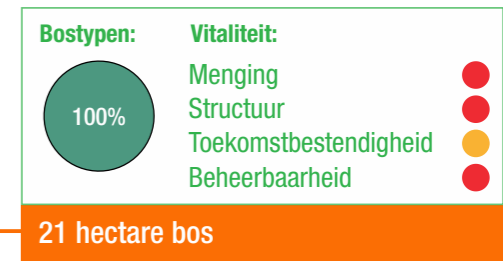 Bostypen:
Vitaliteit:
100%
Menging
Structuur
Toekomstbestendigheid
Beheerbaarheid
21 hectare bos